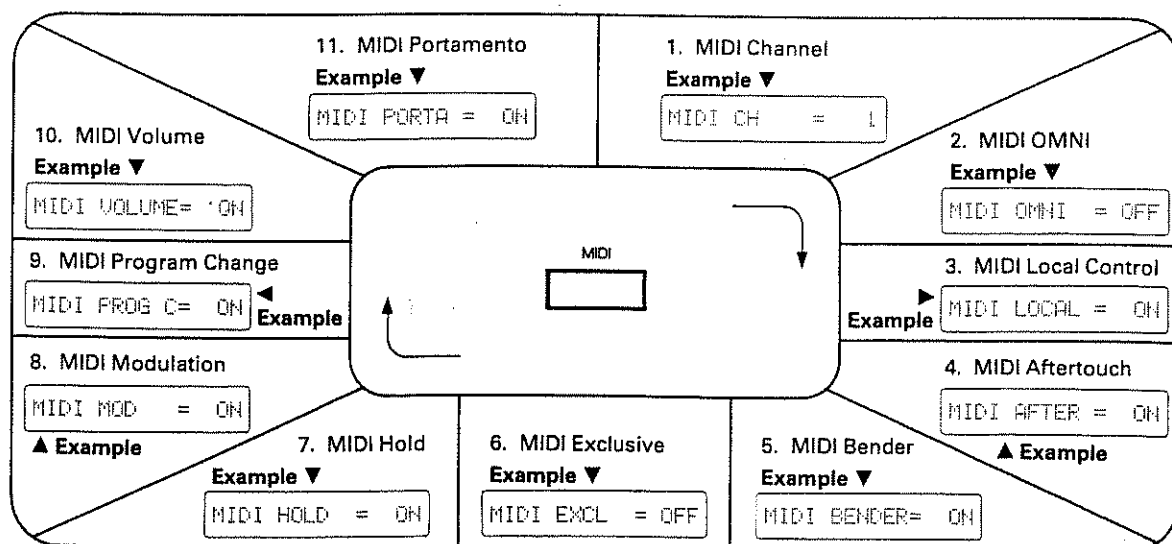 1. MIDI Channel
Example ▼
MIDI CH = 1
2. MIDI OMNI
Example ▼
MIDI OMNI = OFF
3. MIDI Local Control
► Example
MIDI LOCAL = ON
4. MIDI Aftertouch
MIDI AFTER = ON
▲ Example
5. MIDI Bender
Example ▼
MIDI BENDER= ON
6. MIDI Exclusive
Example ▼
MIDI EXCL = OFF
7. MIDI Hold
Example ▼
MIDI HOLD = ON
8. MIDI Modulation
MIDI MOD = ON
▲ Example
9. MIDI Program Change
MIDI PROG C= ON
◄ Example
10. MIDI Volume
Example ▼
MIDI VOLUME= ON
11. MIDI Portamento
Example ▼
MIDI PORTA = ON
MIDI